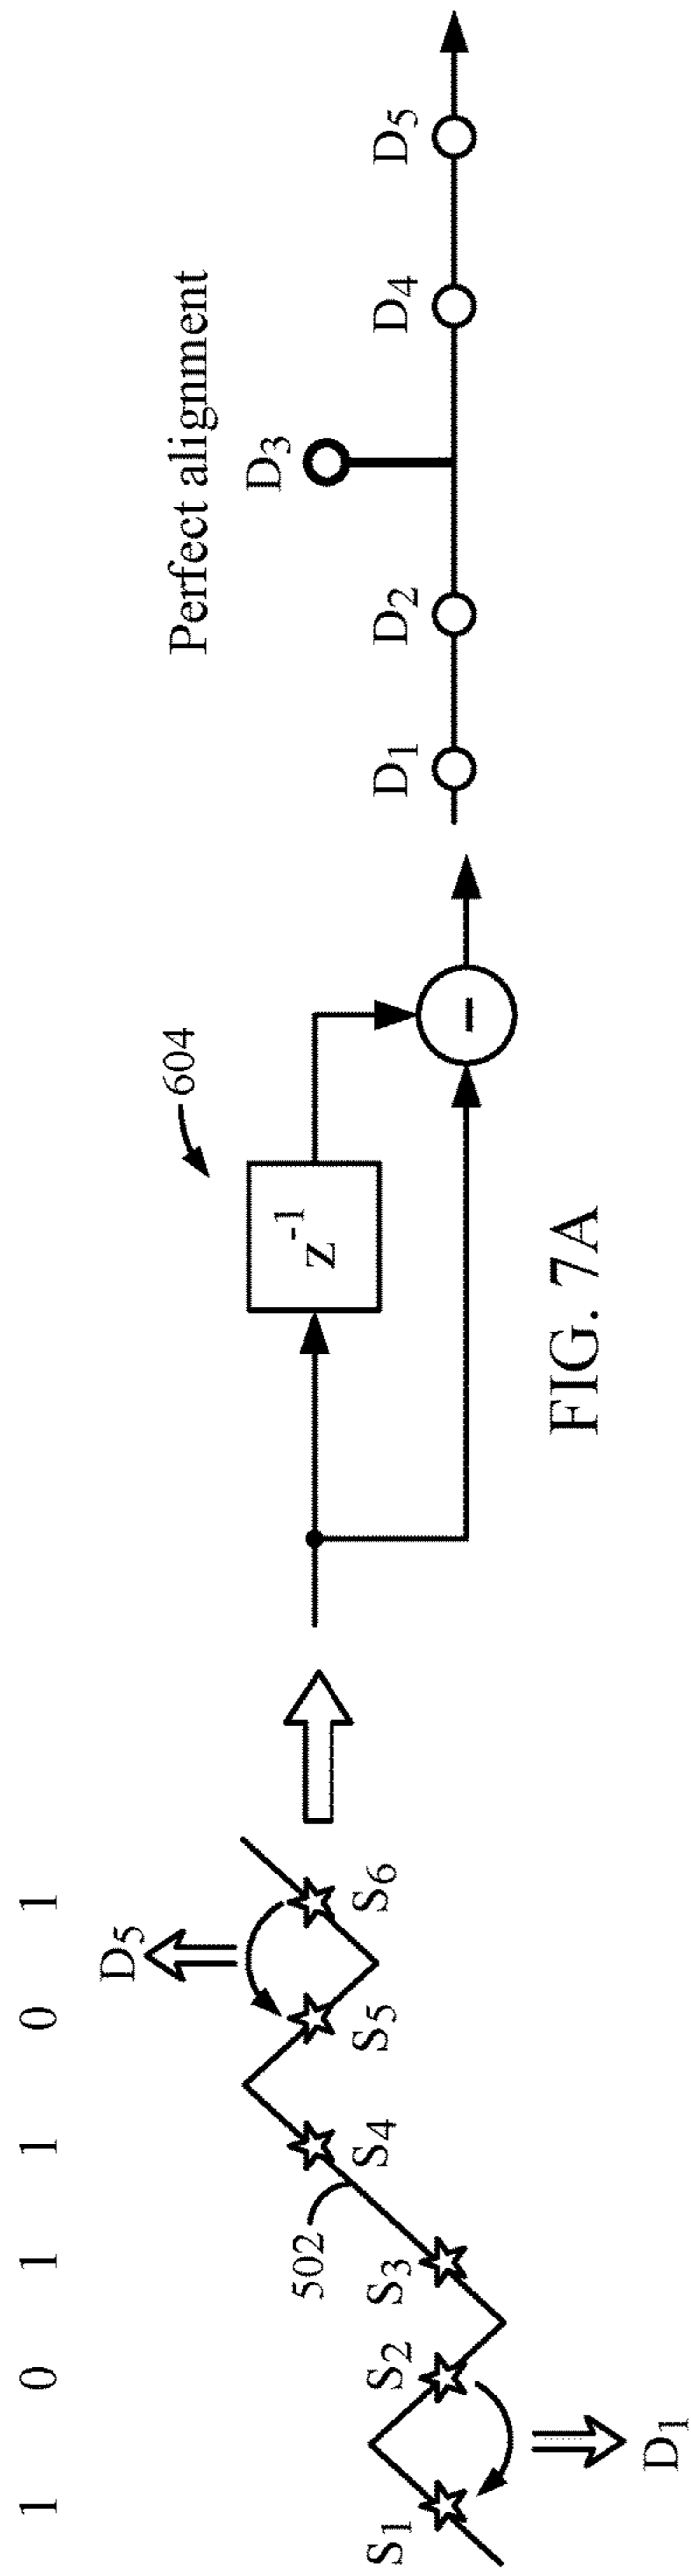 1 0 1 1 0 1
D5
S1 S2 S3 S4 S5 S6
502
D1
604
z-1
Perfect alignment
D1 D2 D3 D4 D5
FIG. 7A